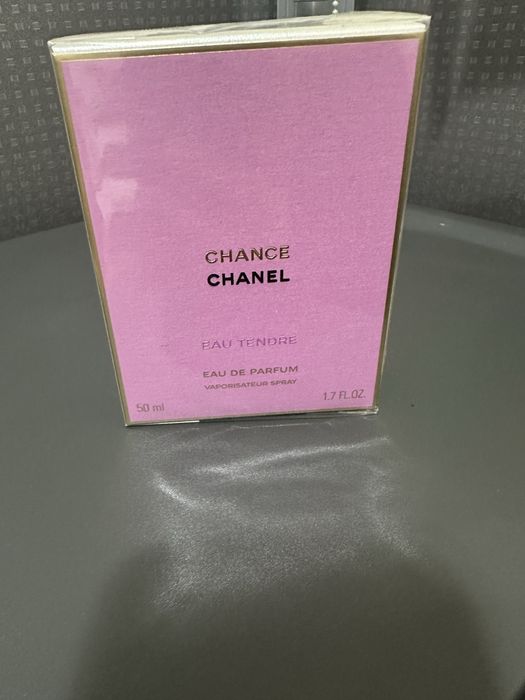 CHANCE
CHANEL
EAU TENDRE
EAU DE PARFUM
VAPORISATEUR SPRAY
50 ml
1.7 FL.OZ.